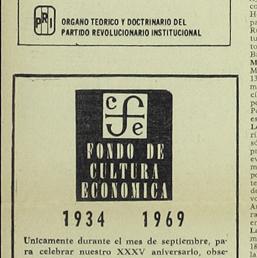 PRI
ORGANO TEORICO Y DOCTRINARIO DEL
PARTIDO REVOLUCIONARIO INSTITUCIONAL
cfe
FONDO DE
CULTURA
ECONOMICA
1934 1969
Unicamente durante el mes de septiembre, pa-
ra celebrar nuestro XXXV aniversario, obse-